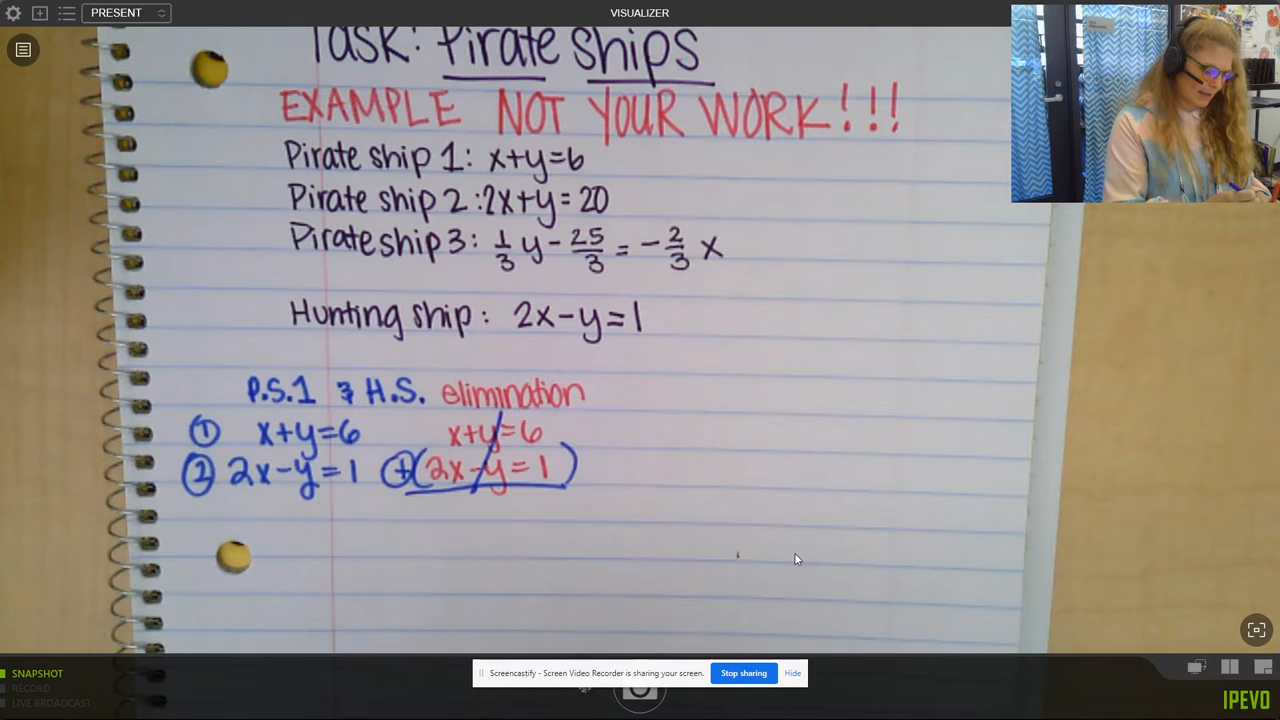 PRESENT
VISUALIZER
Task: Pirate Ships
EXAMPLE NOT YOUR WORK!!!
Pirate ship 1: x+y=6
Pirate ship 2: 2x+y=20
Pirate ship 3: 1/3 y - 25/3 = -2/3 x
Hunting ship: 2x-y=1
P.S.1 & H.S. elimination
① x+y=6 x+y=6
② 2x-y=1 +(2x-y=1)
Screencastify - Screen Video Recorder is sharing your screen. Stop sharing Hide
SNAPSHOT
RECORD
LIVE BROADCAST
IPEVO